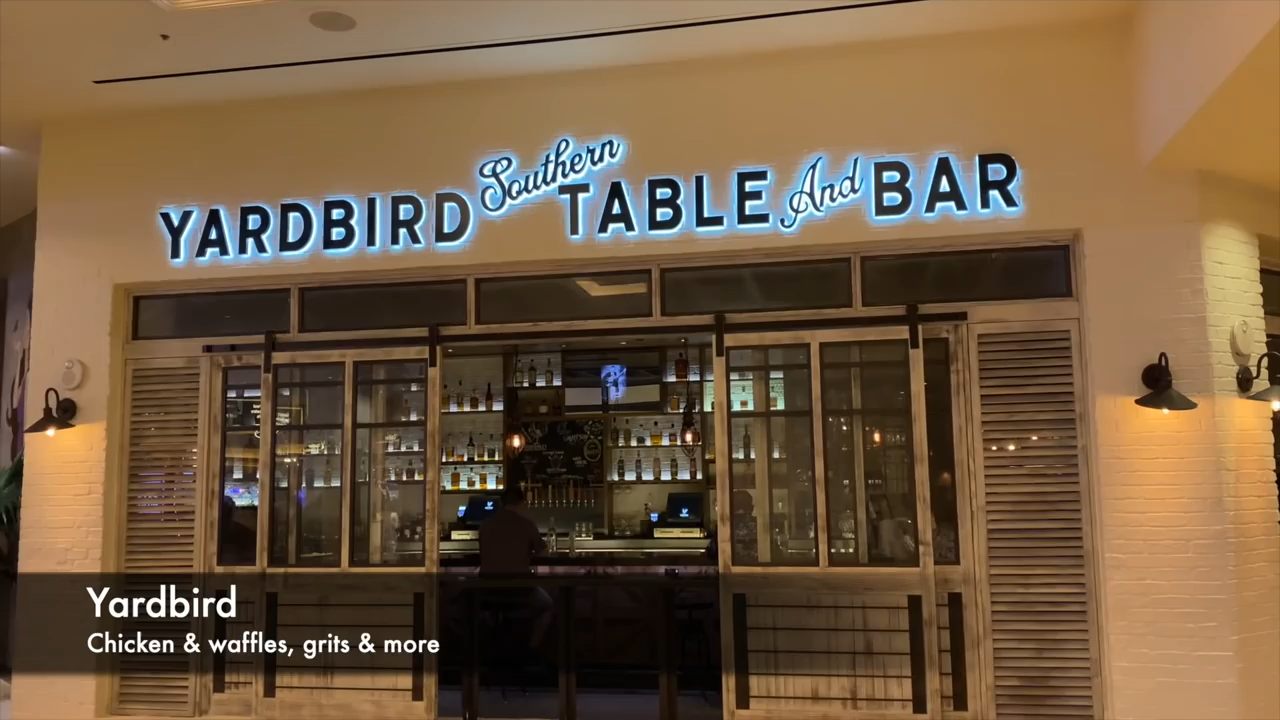 YARDBIRD Southern TABLE And BAR
Yardbird
Chicken & waffles, grits & more